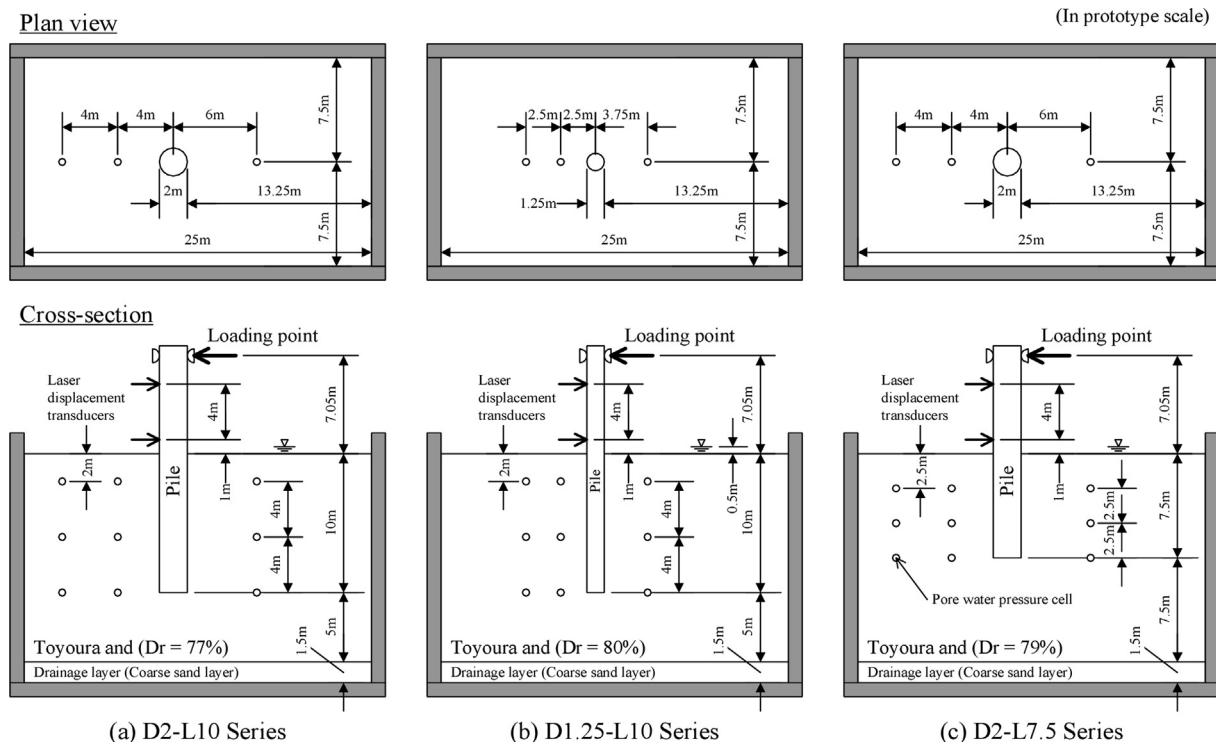 Plan view
(In prototype scale)
4m
4m
6m
7.5m
2m
13.25m
7.5m
25m
2.5m
2.5m
3.75m
7.5m
1.25m
13.25m
7.5m
25m
4m
4m
6m
7.5m
2m
13.25m
7.5m
25m
Cross-section
Loading point
Laser
displacement
transducers
4m
7.05m
2m
Pile
1m
4m
4m
10m
5m
1.5m
Toyoura and (Dr = 77%)
Drainage layer (Coarse sand layer)
Loading point
Laser
displacement
transducers
4m
7.05m
2m
Pile
1m
0.5m
4m
4m
10m
5m
1.5m
Toyoura and (Dr = 80%)
Drainage layer (Coarse sand layer)
Loading point
Laser
displacement
transducers
4m
7.05m
2.5m
Pile
1m
2.5m
2.5m
7.5m
Pore water pressure cell
7.5m
1.5m
Toyoura and (Dr = 79%)
Drainage layer (Coarse sand layer)
(a) D2-L10 Series
(b) D1.25-L10 Series
(c) D2-L7.5 Series